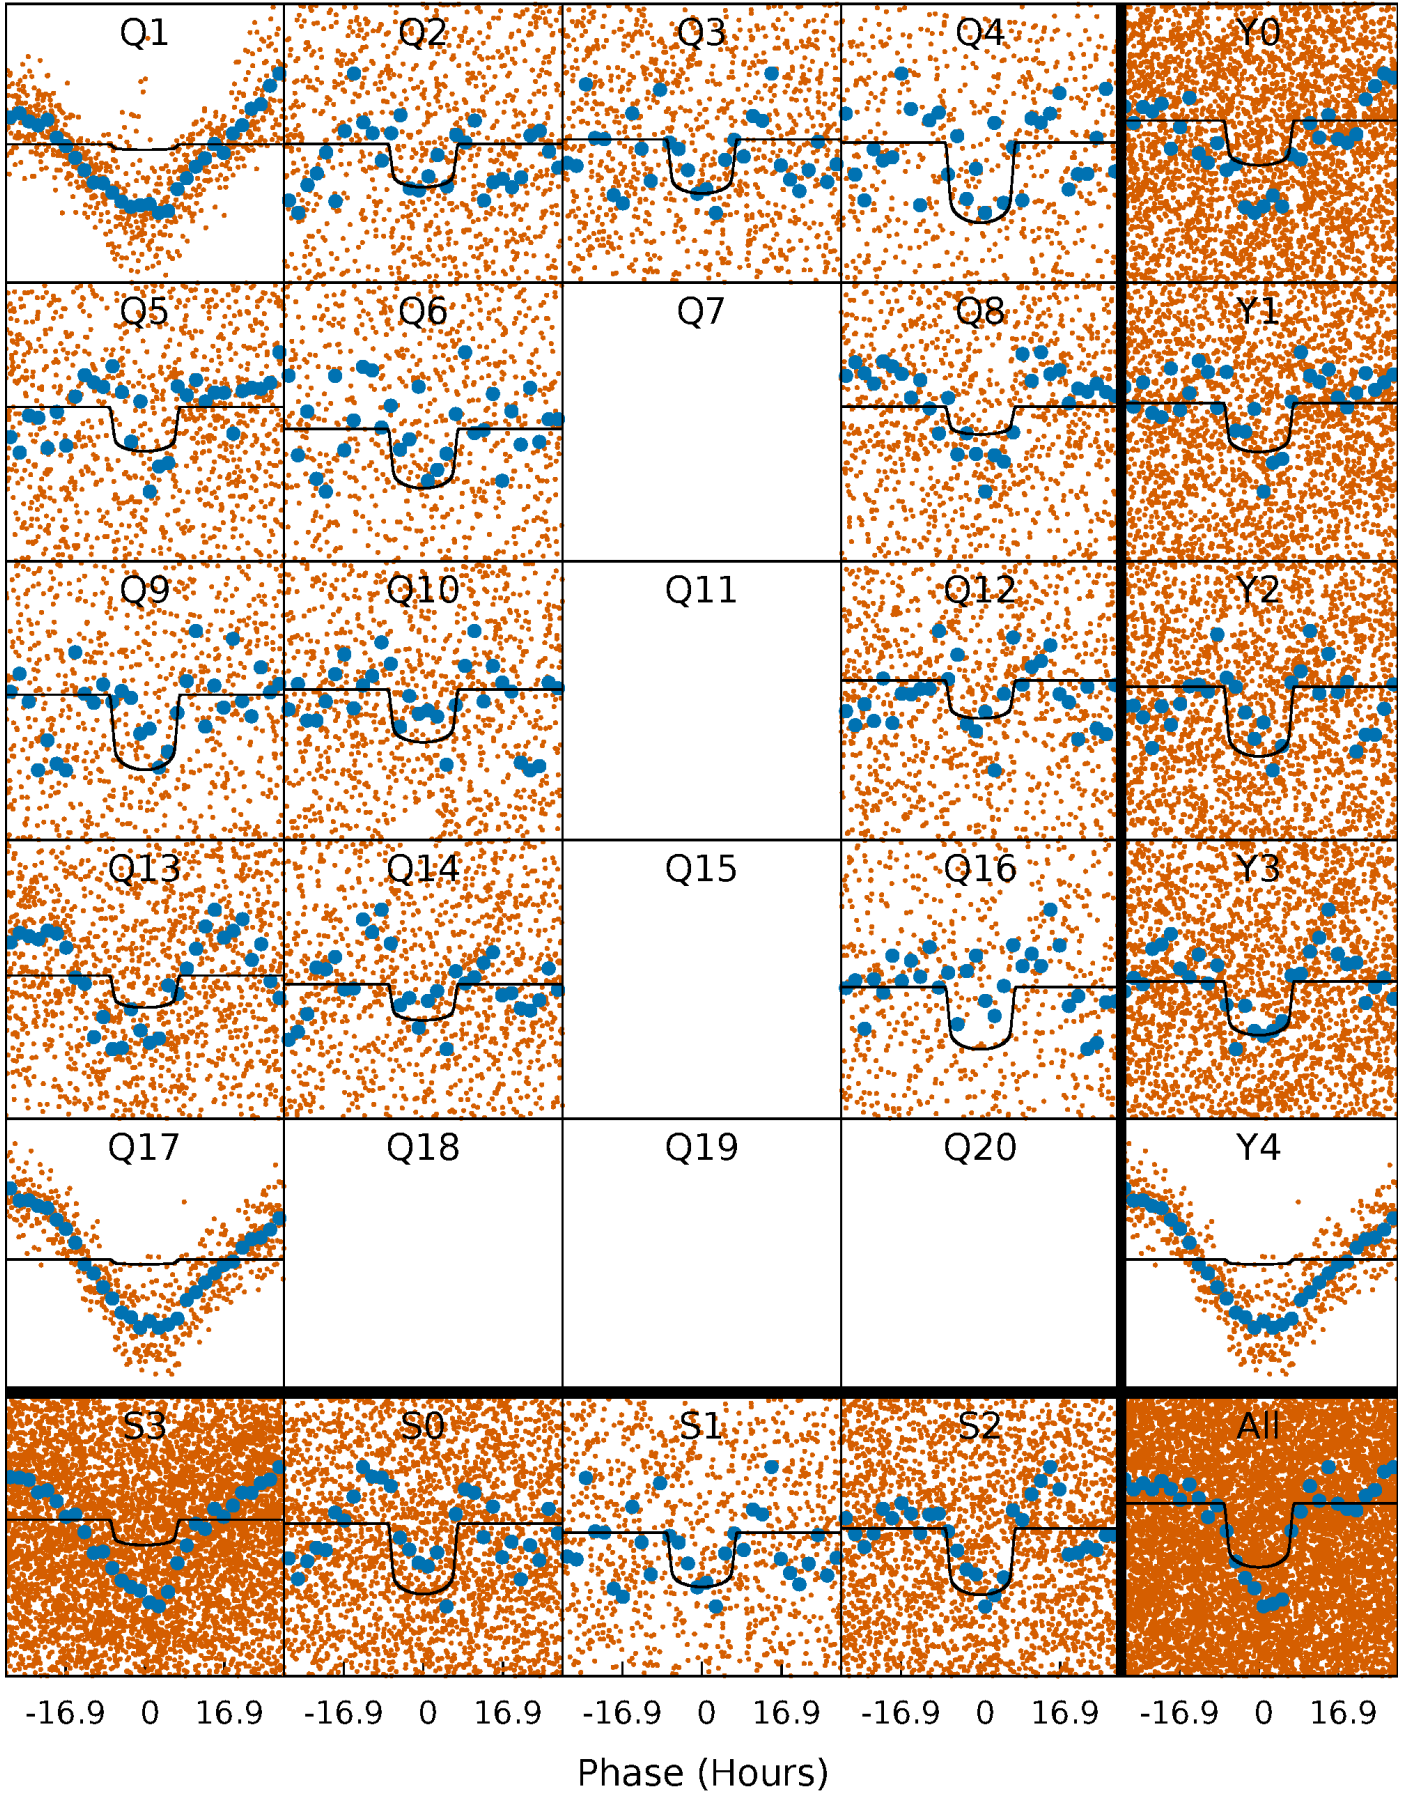 Q1 Q2 Q3 Q4 Y0
Q5 Q6 Q7 Q8 Y1
Q9 Q10 Q11 Q12 Y2
Q13 Q14 Q15 Q16 Y3
Q17 Q18 Q19 Q20 Y4
S3 S0 S1 S2 All
-16.9 0 16.9 -16.9 0 16.9 -16.9 0 16.9 -16.9 0 16.9 -16.9 0 16.9
Phase (Hours)